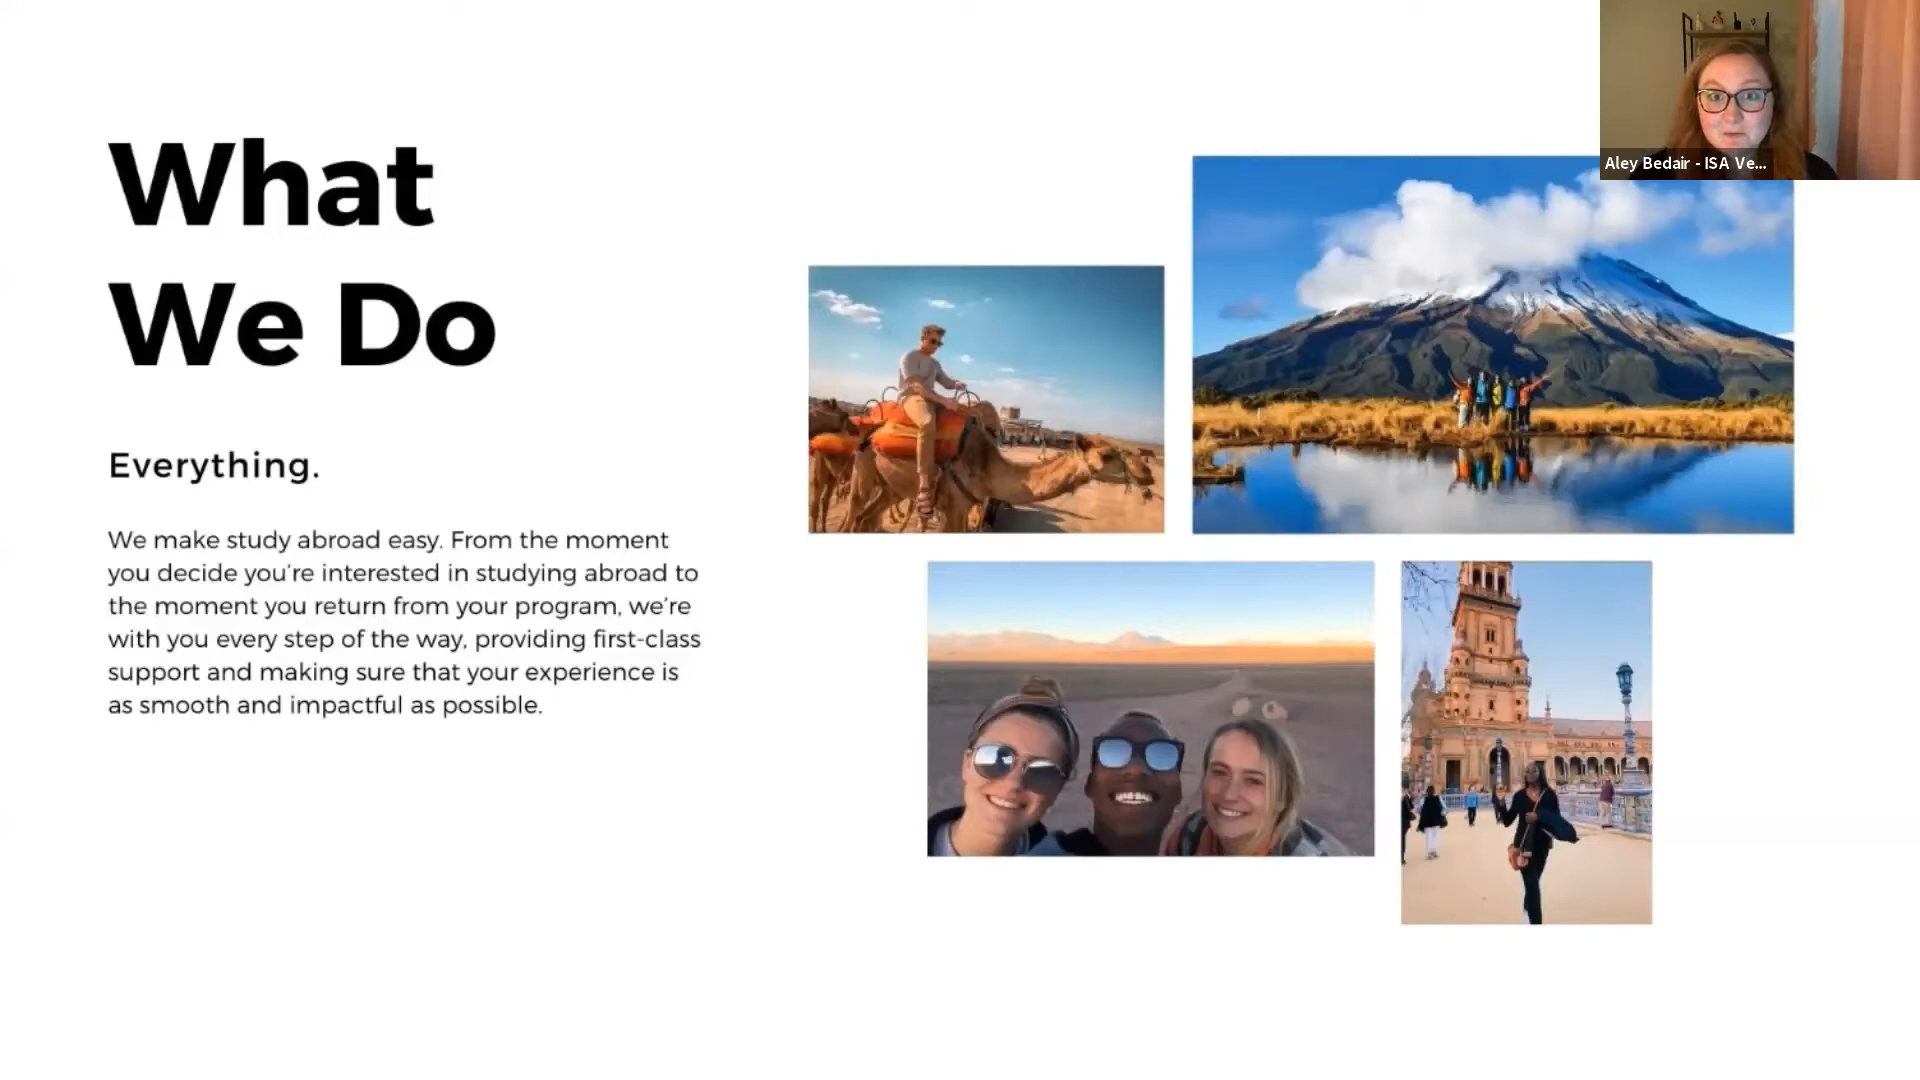 What
We Do
Everything.
We make study abroad easy. From the moment
you decide you're interested in studying abroad to
the moment you return from your program, we're
with you every step of the way, providing first-class
support and making sure that your experience is
as smooth and impactful as possible.
Aley Bedair - ISA Ve...